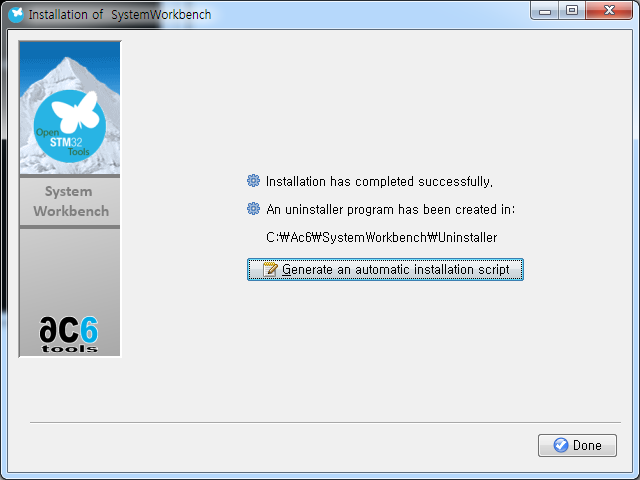 Installation of SystemWorkbench
Open
STM32
Tools
System
Workbench
Installation has completed successfully,
An uninstaller program has been created in:
C:₩Ac6₩SystemWorkbench₩Uninstaller
Generate an automatic installation script
ac6
tools
Done